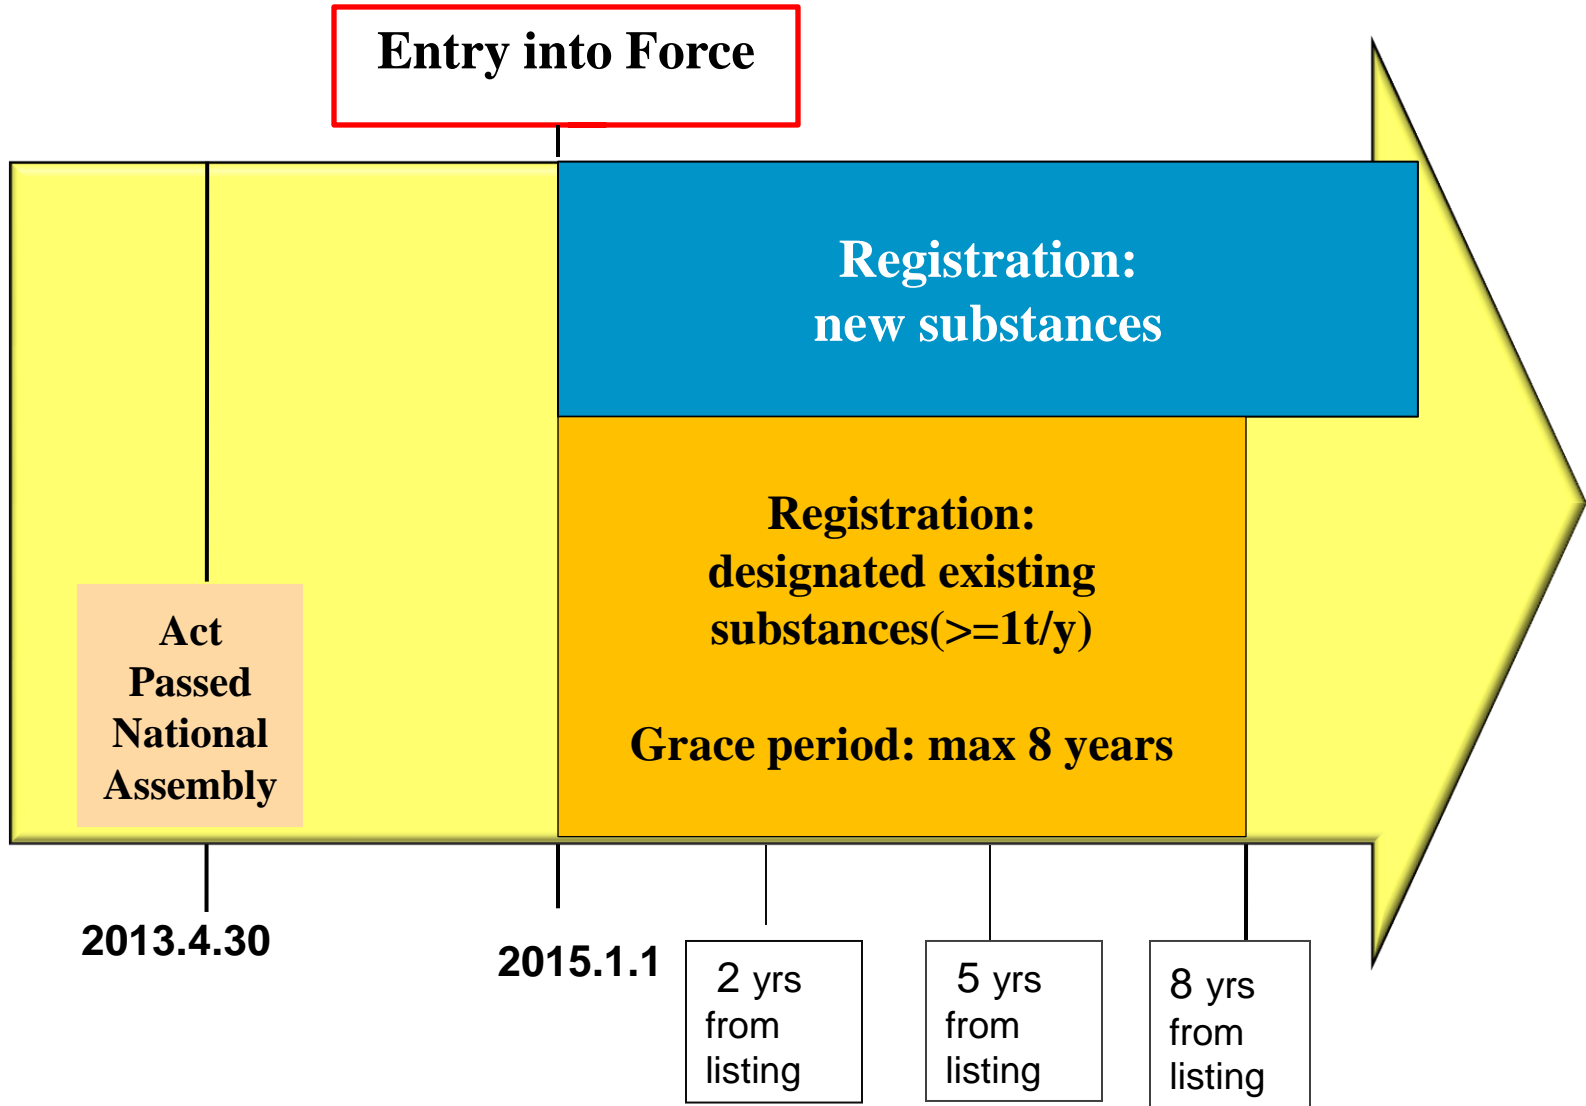 Entry into Force
Registration:
new substances
Registration:
designated existing
substances(>=1t/y)
Grace period: max 8 years
Act
Passed
National
Assembly
2013.4.30
2015.1.1
2 yrs
from
listing
5 yrs
from
listing
8 yrs
from
listing